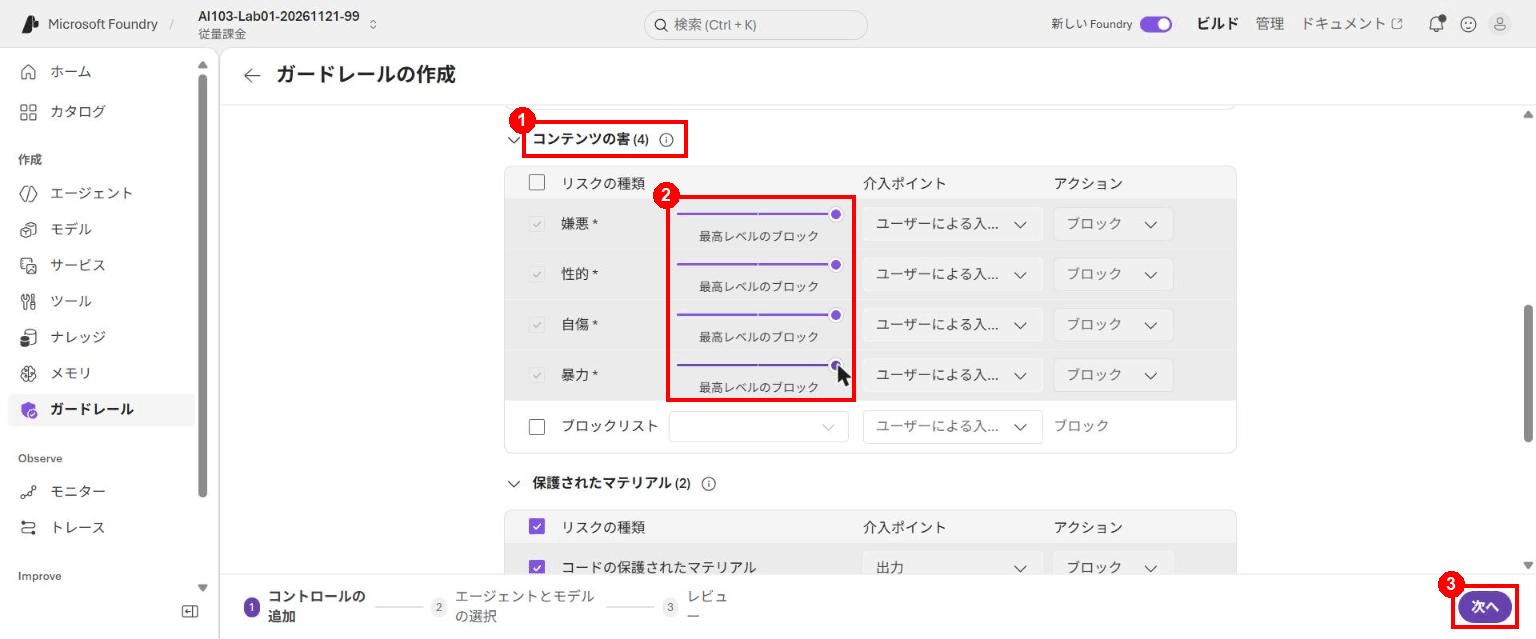 Microsoft Foundry / AI103-Lab01-20261121-99
従量課金
検索 (Ctrl + K)
新しい Foundry ビルド 管理 ドキュメント
ホーム
カタログ
作成
エージェント
モデル
サービス
ツール
ナレッジ
メモリ
ガードレール
Observe
モニター
トレース
Improve
ガードレールの作成
1
コンテンツの害 (4)
リスクの種類 介入ポイント アクション
2
嫌悪 * 最高レベルのブロック ユーザーによる入... ブロック
性的 * 最高レベルのブロック ユーザーによる入... ブロック
自傷 * 最高レベルのブロック ユーザーによる入... ブロック
暴力 * 最高レベルのブロック ユーザーによる入... ブロック
ブロックリスト ユーザーによる入... ブロック
保護されたマテリアル (2)
リスクの種類 介入ポイント アクション
コードの保護されたマテリアル 出力 ブロック
1 コントロールの追加
2 エージェントとモデルの選択
3 レビュー
3
次へ